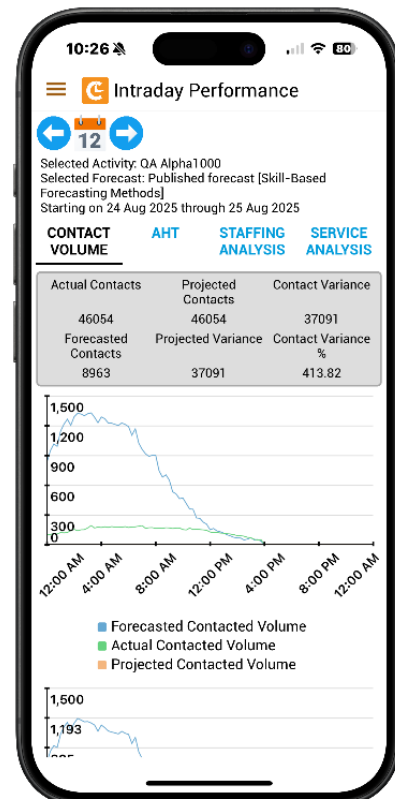 10:26
80
Intraday Performance
12
Selected Activity: QA Alpha1000
Selected Forecast: Published forecast [Skill-Based
Forecasting Methods]
Starting on 24 Aug 2025 through 25 Aug 2025
CONTACT VOLUME
AHT
STAFFING ANALYSIS
SERVICE ANALYSIS
Actual Contacts
Projected Contacts
Contact Variance
46054
46054
37091
Forecasted Contacts
Projected Variance
Contact Variance %
8963
37091
413.82
1,500
1,200
900
600
300
0
12:00 AM
4:00 AM
8:00 AM
12:00 PM
4:00 PM
8:00 PM
12:00 AM
Forecasted Contacted Volume
Actual Contacted Volume
Projected Contacted Volume
1,500
1,193